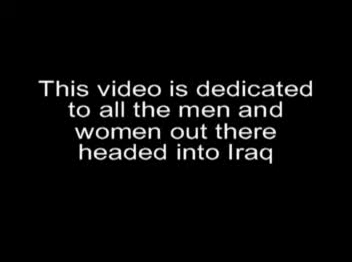 This video is dedicated
to all the men and
women out there
headed into Iraq